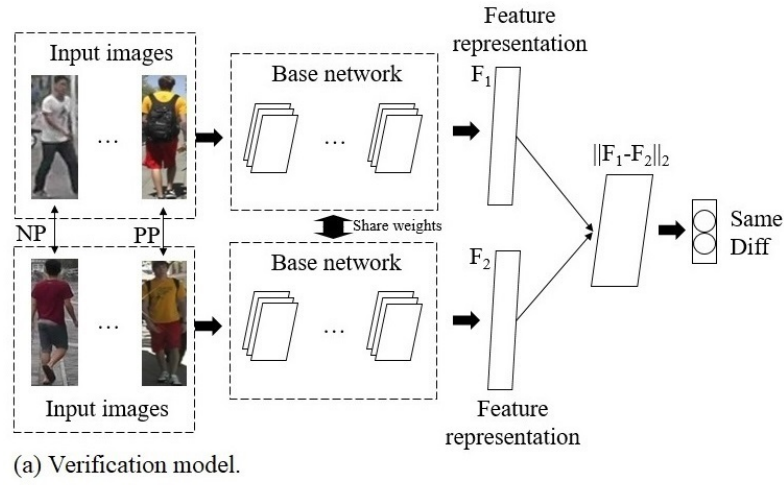 Feature
representation
Input images
Base network
F1
...
...
||F1-F2||2
NP
PP
Share weights
Same
Diff
Base network
F2
...
...
Input images
Feature
representation
(a) Verification model.